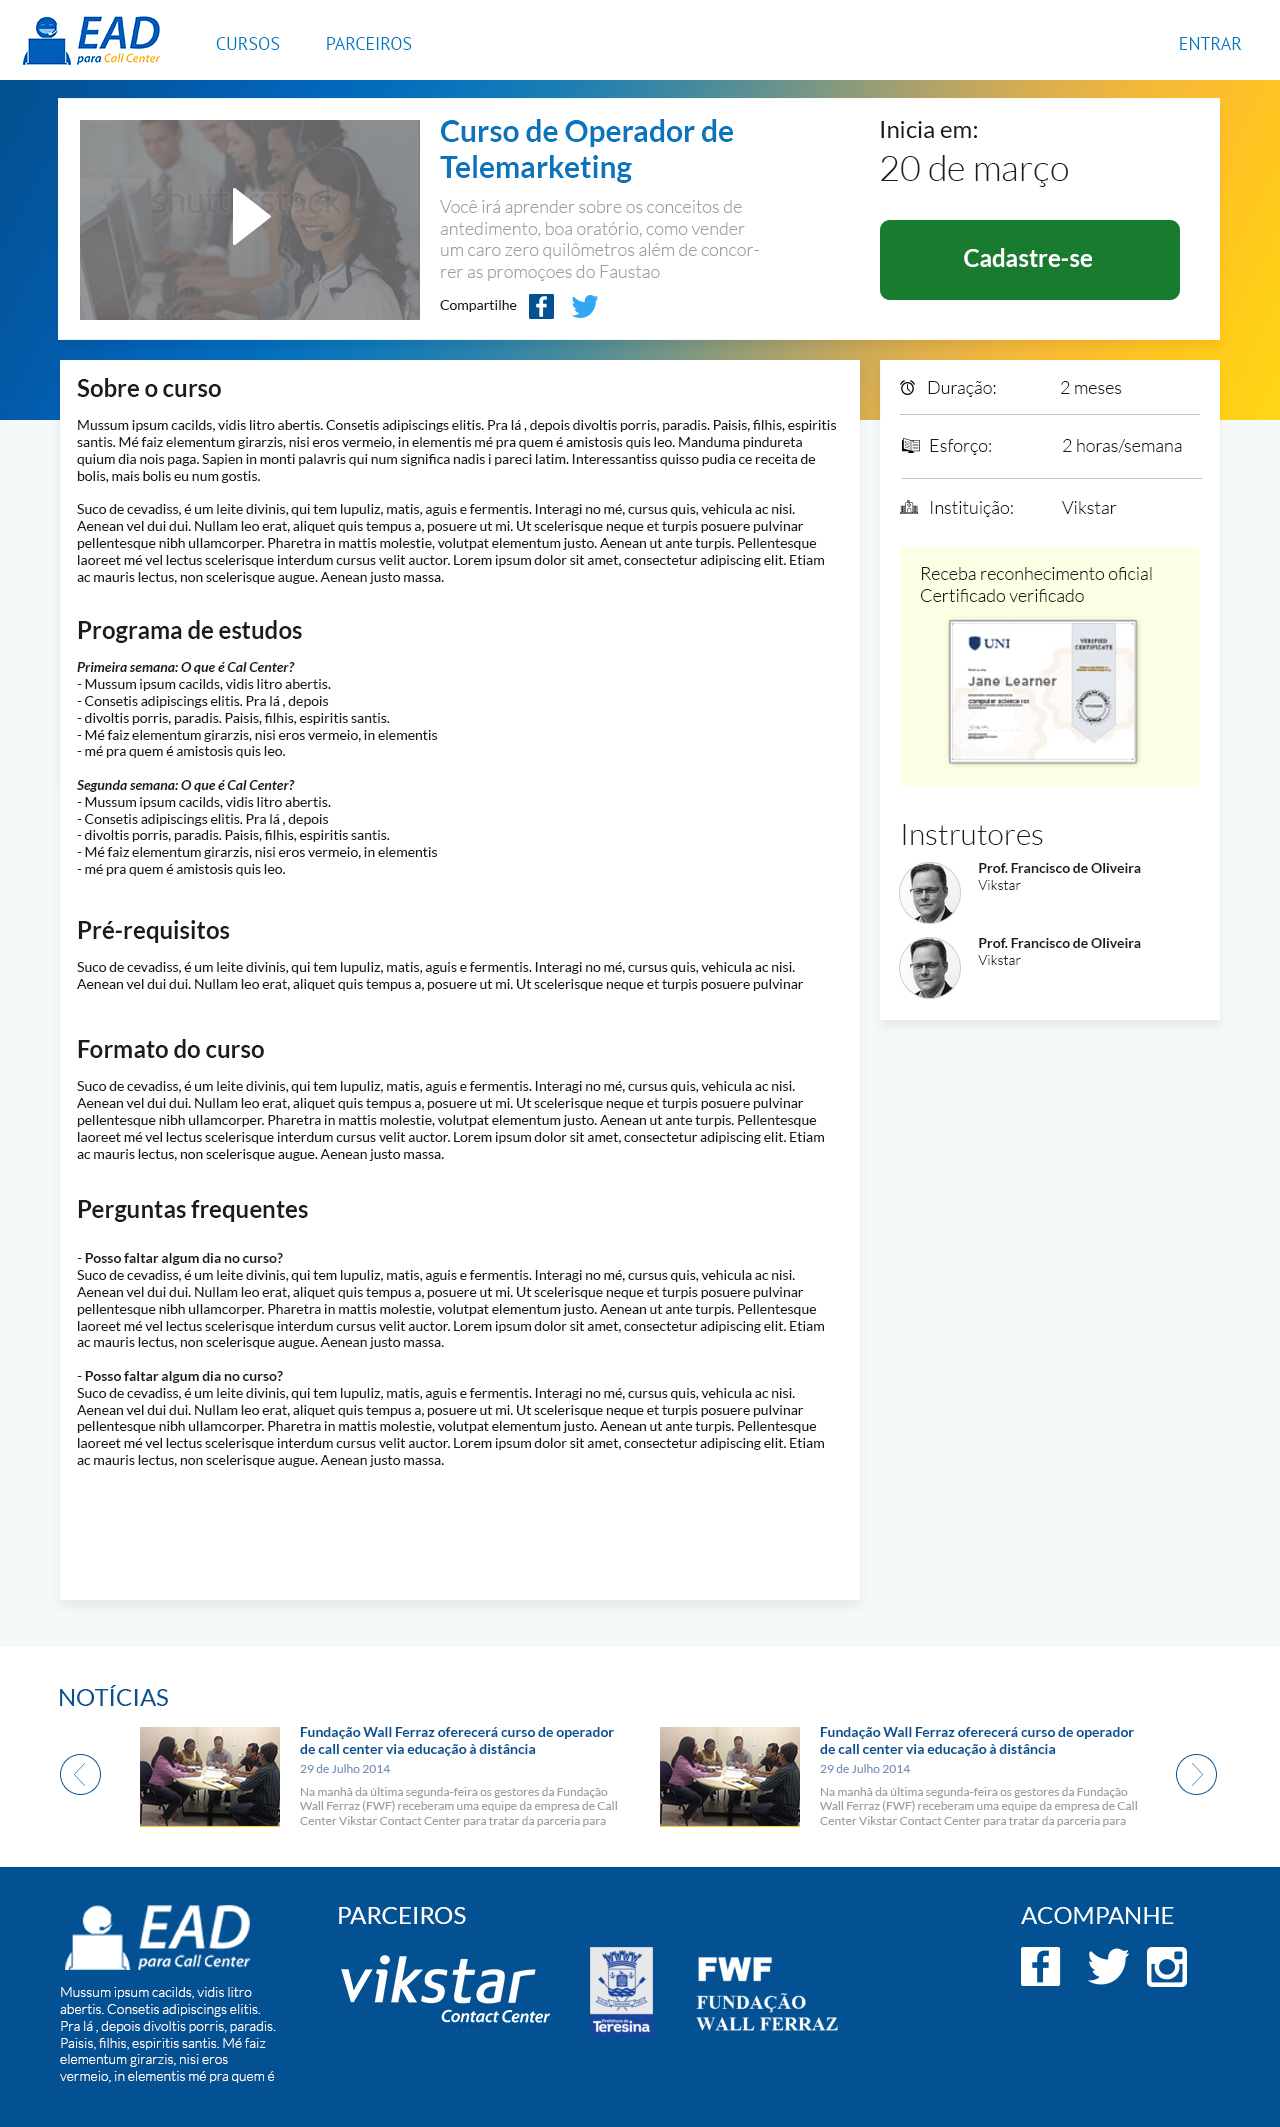 EAD
para Call Center
CURSOS
PARCEIROS
ENTRAR
shutterstock
Curso de Operador de
Telemarketing
Você irá aprender sobre os conceitos de
antedimento, boa oratório, como vender
um caro zero quilômetros além de concor-
rer as promoçoes do Faustao
Compartilhe
Inicia em:
20 de março
Cadastre-se
Sobre o curso
Mussum ipsum cacilds, vidis litro abertis. Consetis adipiscings elitis. Pra lá , depois divoltis porris, paradis. Paisis, filhis, espiritis
santis. Mé faiz elementum girarzis, nisi eros vermeio, in elementis mé pra quem é amistosis quis leo. Manduma pindureta
quium dia nois paga. Sapien in monti palavris qui num significa nadis i pareci latim. Interessantiss quisso pudia ce receita de
bolis, mais bolis eu num gostis.
Suco de cevadiss, é um leite divinis, qui tem lupuliz, matis, aguis e fermentis. Interagi no mé, cursus quis, vehicula ac nisi.
Aenean vel dui dui. Nullam leo erat, aliquet quis tempus a, posuere ut mi. Ut scelerisque neque et turpis posuere pulvinar
pellentesque nibh ullamcorper. Pharetra in mattis molestie, volutpat elementum justo. Aenean ut ante turpis. Pellentesque
laoreet mé vel lectus scelerisque interdum cursus velit auctor. Lorem ipsum dolor sit amet, consectetur adipiscing elit. Etiam
ac mauris lectus, non scelerisque augue. Aenean justo massa.
Programa de estudos
Primeira semana: O que é Cal Center?
- Mussum ipsum cacilds, vidis litro abertis.
- Consetis adipiscings elitis. Pra lá , depois
- divoltis porris, paradis. Paisis, filhis, espiritis santis.
- Mé faiz elementum girarzis, nisi eros vermeio, in elementis
- mé pra quem é amistosis quis leo.
Segunda semana: O que é Cal Center?
- Mussum ipsum cacilds, vidis litro abertis.
- Consetis adipiscings elitis. Pra lá , depois
- divoltis porris, paradis. Paisis, filhis, espiritis santis.
- Mé faiz elementum girarzis, nisi eros vermeio, in elementis
- mé pra quem é amistosis quis leo.
Pré-requisitos
Suco de cevadiss, é um leite divinis, qui tem lupuliz, matis, aguis e fermentis. Interagi no mé, cursus quis, vehicula ac nisi.
Aenean vel dui dui. Nullam leo erat, aliquet quis tempus a, posuere ut mi. Ut scelerisque neque et turpis posuere pulvinar
Formato do curso
Suco de cevadiss, é um leite divinis, qui tem lupuliz, matis, aguis e fermentis. Interagi no mé, cursus quis, vehicula ac nisi.
Aenean vel dui dui. Nullam leo erat, aliquet quis tempus a, posuere ut mi. Ut scelerisque neque et turpis posuere pulvinar
pellentesque nibh ullamcorper. Pharetra in mattis molestie, volutpat elementum justo. Aenean ut ante turpis. Pellentesque
laoreet mé vel lectus scelerisque interdum cursus velit auctor. Lorem ipsum dolor sit amet, consectetur adipiscing elit. Etiam
ac mauris lectus, non scelerisque augue. Aenean justo massa.
Perguntas frequentes
- Posso faltar algum dia no curso?
Suco de cevadiss, é um leite divinis, qui tem lupuliz, matis, aguis e fermentis. Interagi no mé, cursus quis, vehicula ac nisi.
Aenean vel dui dui. Nullam leo erat, aliquet quis tempus a, posuere ut mi. Ut scelerisque neque et turpis posuere pulvinar
pellentesque nibh ullamcorper. Pharetra in mattis molestie, volutpat elementum justo. Aenean ut ante turpis. Pellentesque
laoreet mé vel lectus scelerisque interdum cursus velit auctor. Lorem ipsum dolor sit amet, consectetur adipiscing elit. Etiam
ac mauris lectus, non scelerisque augue. Aenean justo massa.
- Posso faltar algum dia no curso?
Suco de cevadiss, é um leite divinis, qui tem lupuliz, matis, aguis e fermentis. Interagi no mé, cursus quis, vehicula ac nisi.
Aenean vel dui dui. Nullam leo erat, aliquet quis tempus a, posuere ut mi. Ut scelerisque neque et turpis posuere pulvinar
pellentesque nibh ullamcorper. Pharetra in mattis molestie, volutpat elementum justo. Aenean ut ante turpis. Pellentesque
laoreet mé vel lectus scelerisque interdum cursus velit auctor. Lorem ipsum dolor sit amet, consectetur adipiscing elit. Etiam
ac mauris lectus, non scelerisque augue. Aenean justo massa.
Duração: 2 meses
Esforço: 2 horas/semana
Instituição: Vikstar
Receba reconhecimento oficial
Certificado verificado
UNI
VERIFIED
CERTIFICATE
Jane Learner
computer science 101
Instrutores
Prof. Francisco de Oliveira
Vikstar
Prof. Francisco de Oliveira
Vikstar
NOTÍCIAS
Fundação Wall Ferraz oferecerá curso de operador
de call center via educação à distância
29 de Julho 2014
Na manhã da última segunda-feira os gestores da Fundação
Wall Ferraz (FWF) receberam uma equipe da empresa de Call
Center Vikstar Contact Center para tratar da parceria para
Fundação Wall Ferraz oferecerá curso de operador
de call center via educação à distância
29 de Julho 2014
Na manhã da última segunda-feira os gestores da Fundação
Wall Ferraz (FWF) receberam uma equipe da empresa de Call
Center Vikstar Contact Center para tratar da parceria para
EAD
para Call Center
Mussum ipsum cacilds, vidis litro
abertis. Consetis adipiscings elitis.
Pra lá , depois divoltis porris, paradis.
Paisis, filhis, espiritis santis. Mé faiz
elementum girarzis, nisi eros
vermeio, in elementis mé pra quem é
PARCEIROS
vikstar
Contact Center
Prefeitura de
Teresina
FWF
FUNDAÇÃO
WALL FERRAZ
ACOMPANHE